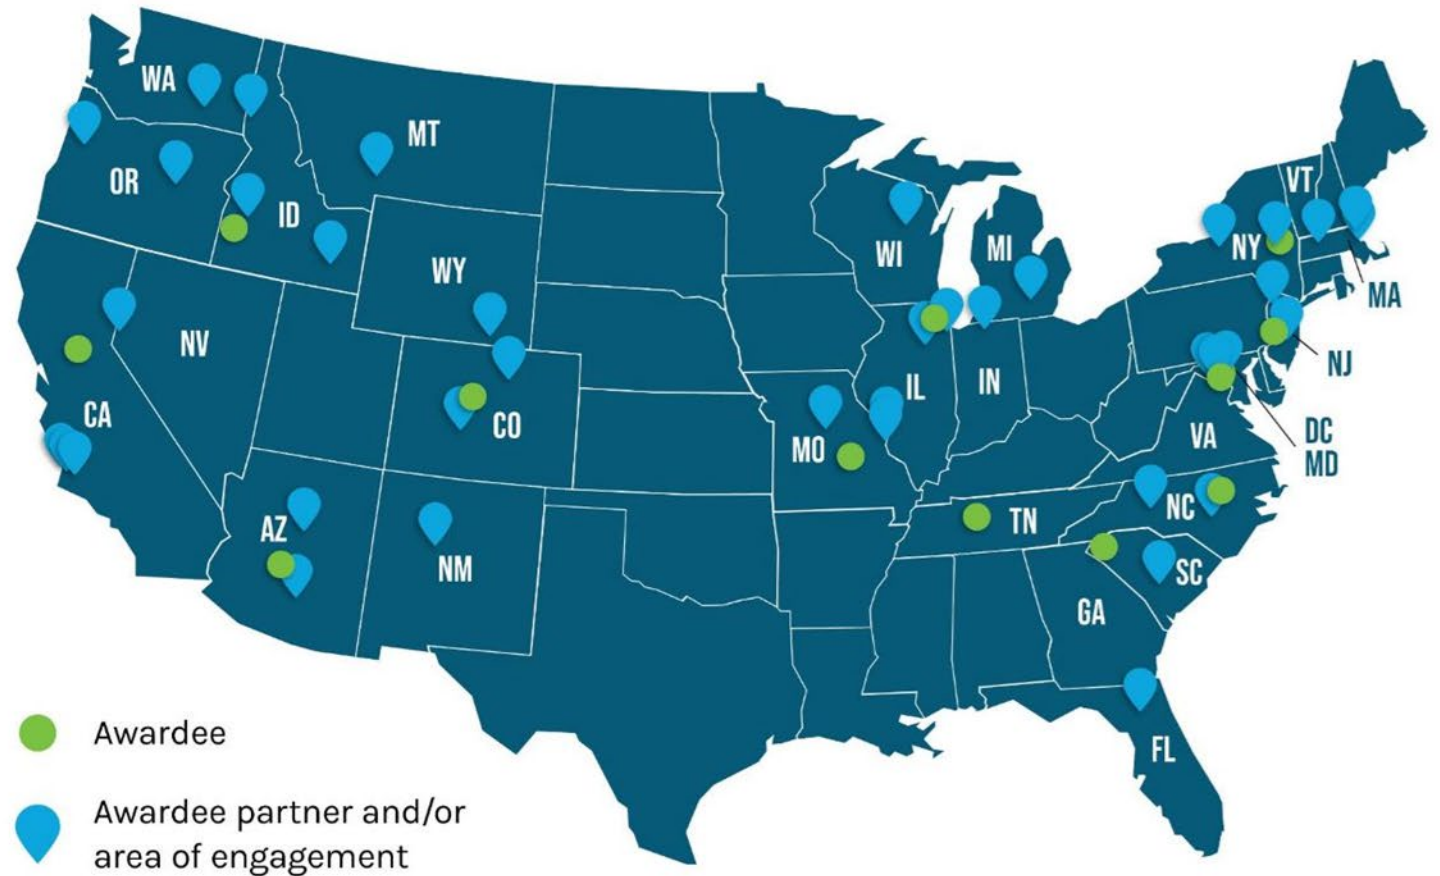 WA
MT
VT
OR
ID
WI
MI
NY
WY
MA
NV
NJ
IL
IN
CA
CO
MO
VA
DC
MD
AZ
NC
TN
NM
SC
GA
Awardee
FL
Awardee partner and/or
area of engagement